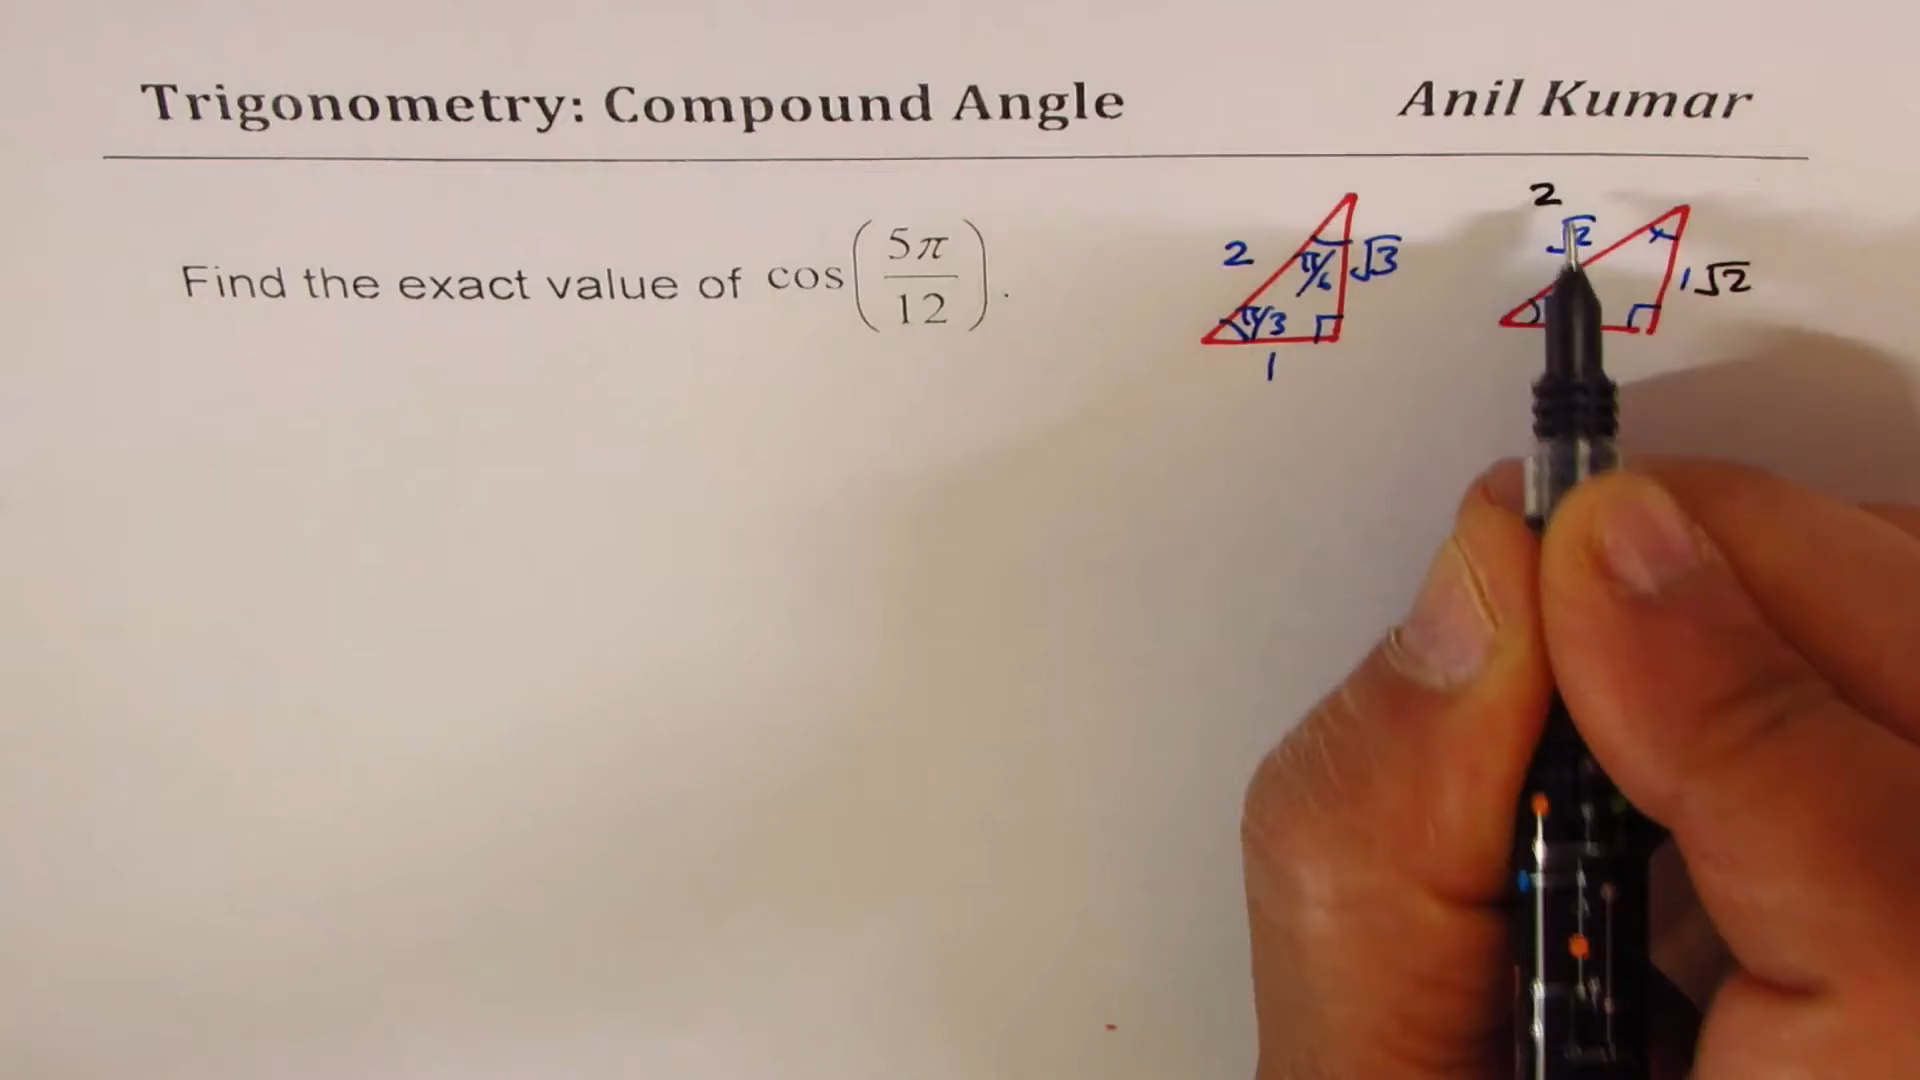 Trigonometry: Compound Angle Anil Kumar
Find the exact value of cos(5π/12).
2 π/6 √3
π/3
1
2
√2 x
1 √2